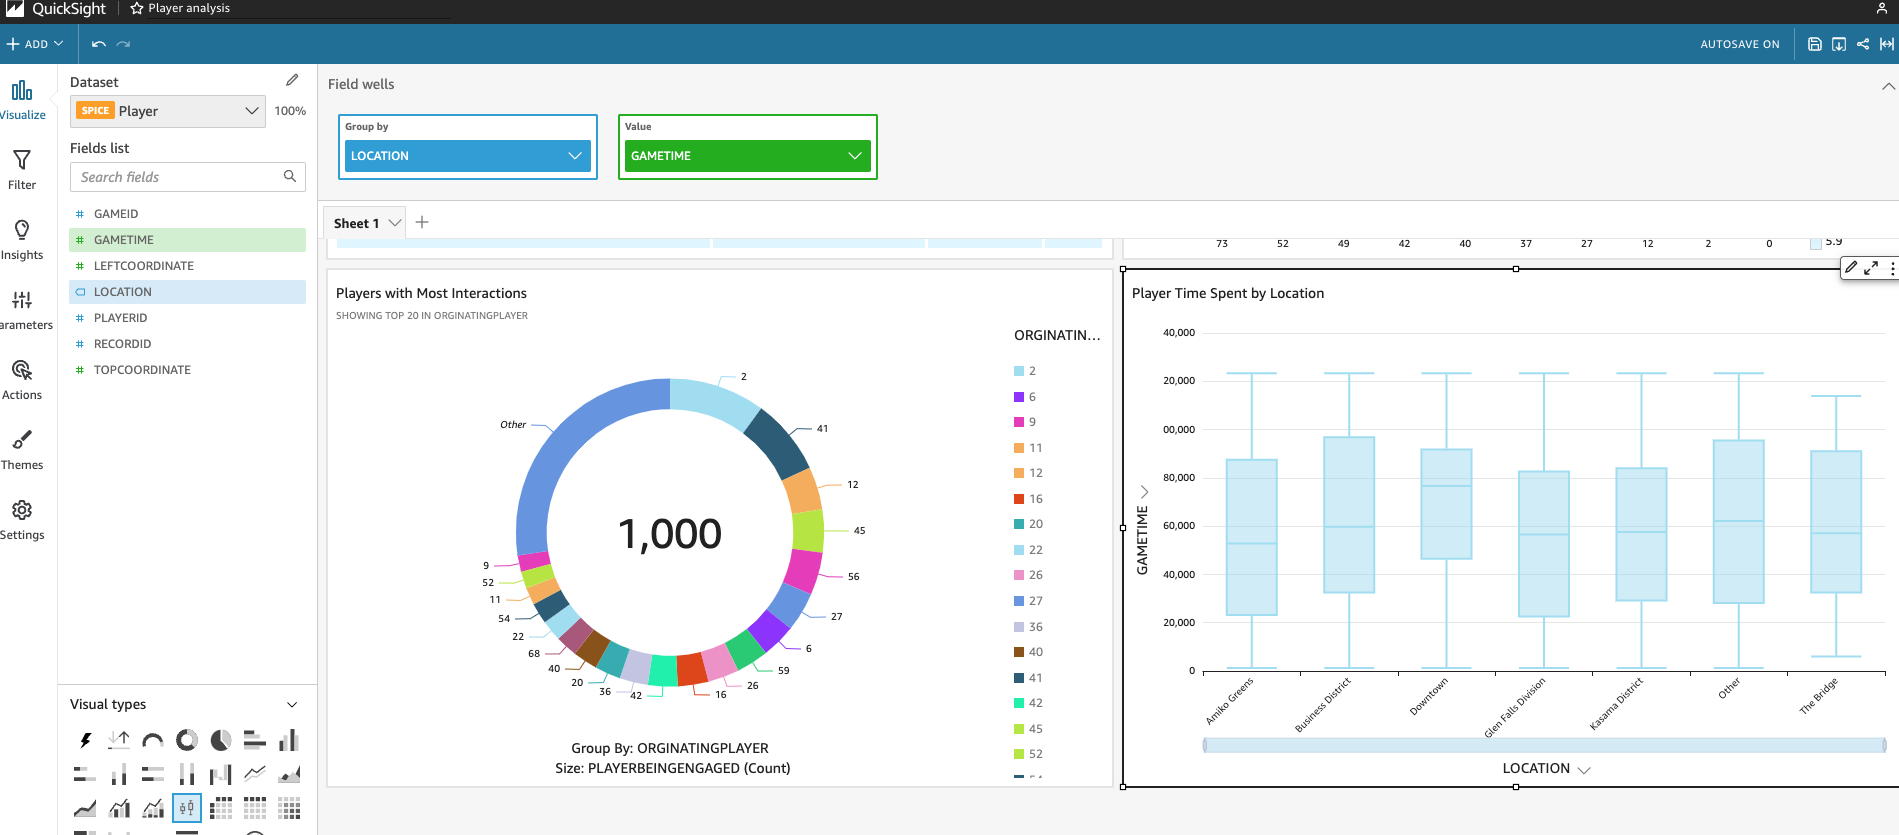 QuickSight
Player analysis
ADD
AUTOSAVE ON
Visualize
Filter
Insights
arameters
Actions
Themes
Settings
Dataset
SPICE Player
100%
Fields list
Search fields
# GAMEID
# GAMETIME
# LEFTCOORDINATE
LOCATION
# PLAYERID
# RECORDID
# TOPCOORDINATE
Visual types
Field wells
Group by
LOCATION
Value
GAMETIME
Sheet 1
73 52 49 42 40 37 27 12 2 0
5.9
Players with Most Interactions
SHOWING TOP 20 IN ORGINATINGPLAYER
2
41
12
45
56
27
6
59
26
16
42
36
20
40
68
22
54
11
52
9
Other
1,000
Group By: ORGINATINGPLAYER
Size: PLAYERBEINGENGAGED (Count)
ORGINATIN...
2
6
9
11
12
16
20
22
26
27
36
40
41
42
45
52
54
Player Time Spent by Location
GAMETIME
40,000
20,000
00,000
80,000
60,000
40,000
20,000
0
Amiko Greens
Business District
Downtown
Glen Falls Division
Kasama District
Other
The Bridge
LOCATION